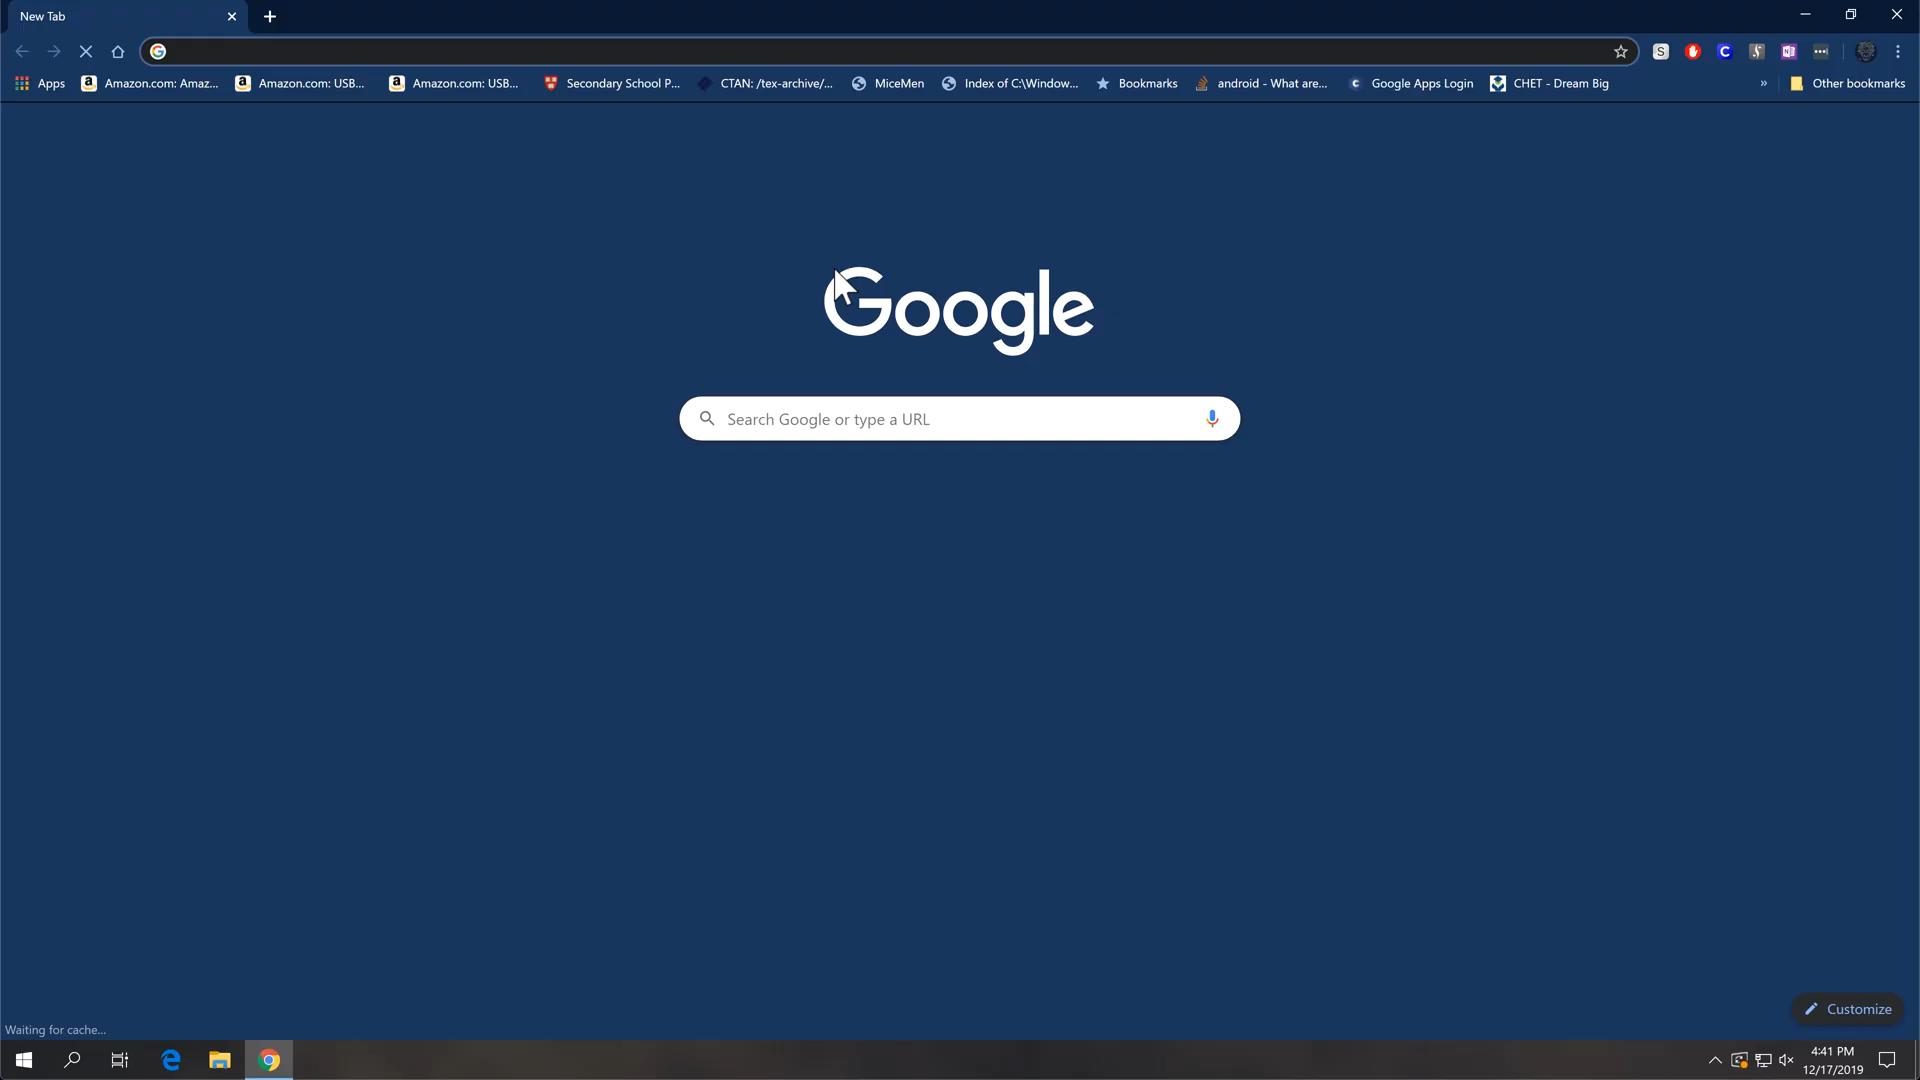 New Tab
Apps
Amazon.com: Amaz...
Amazon.com: USB...
Amazon.com: USB...
Secondary School P...
CTAN: /tex-archive/...
MiceMen
Index of C:\Window...
Bookmarks
android - What are...
Google Apps Login
CHET - Dream Big
»
Other bookmarks
Google
Search Google or type a URL
Customize
Waiting for cache...
4:41 PM
12/17/2019